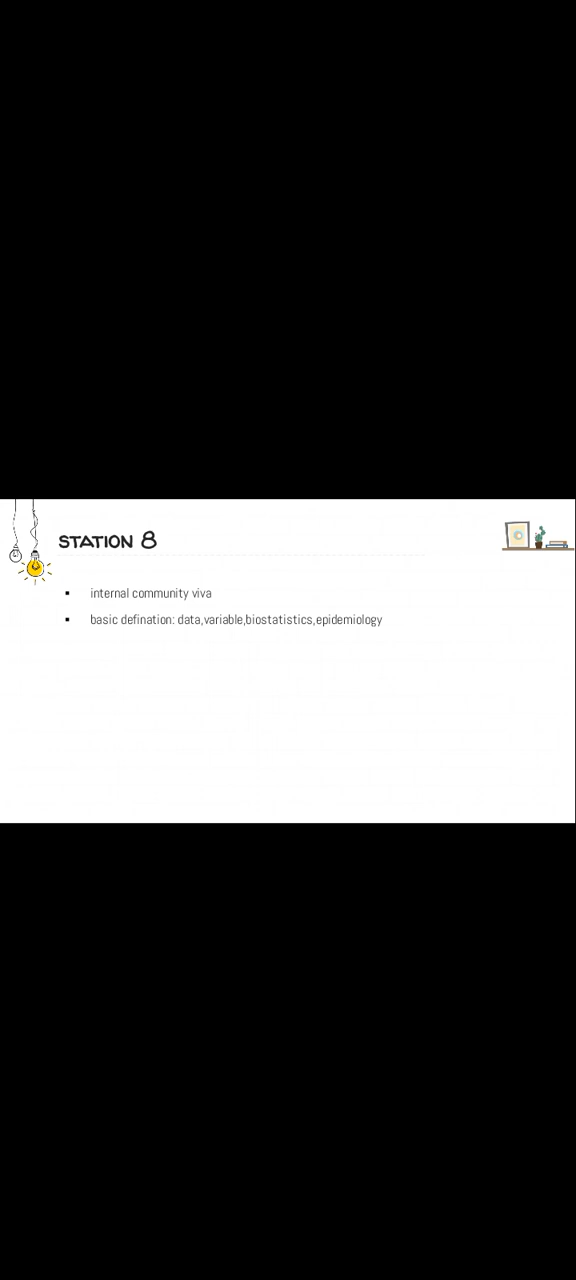 STATION 8
▪ internal community viva
▪ basic defination: data,variable,biostatistics,epidemiology